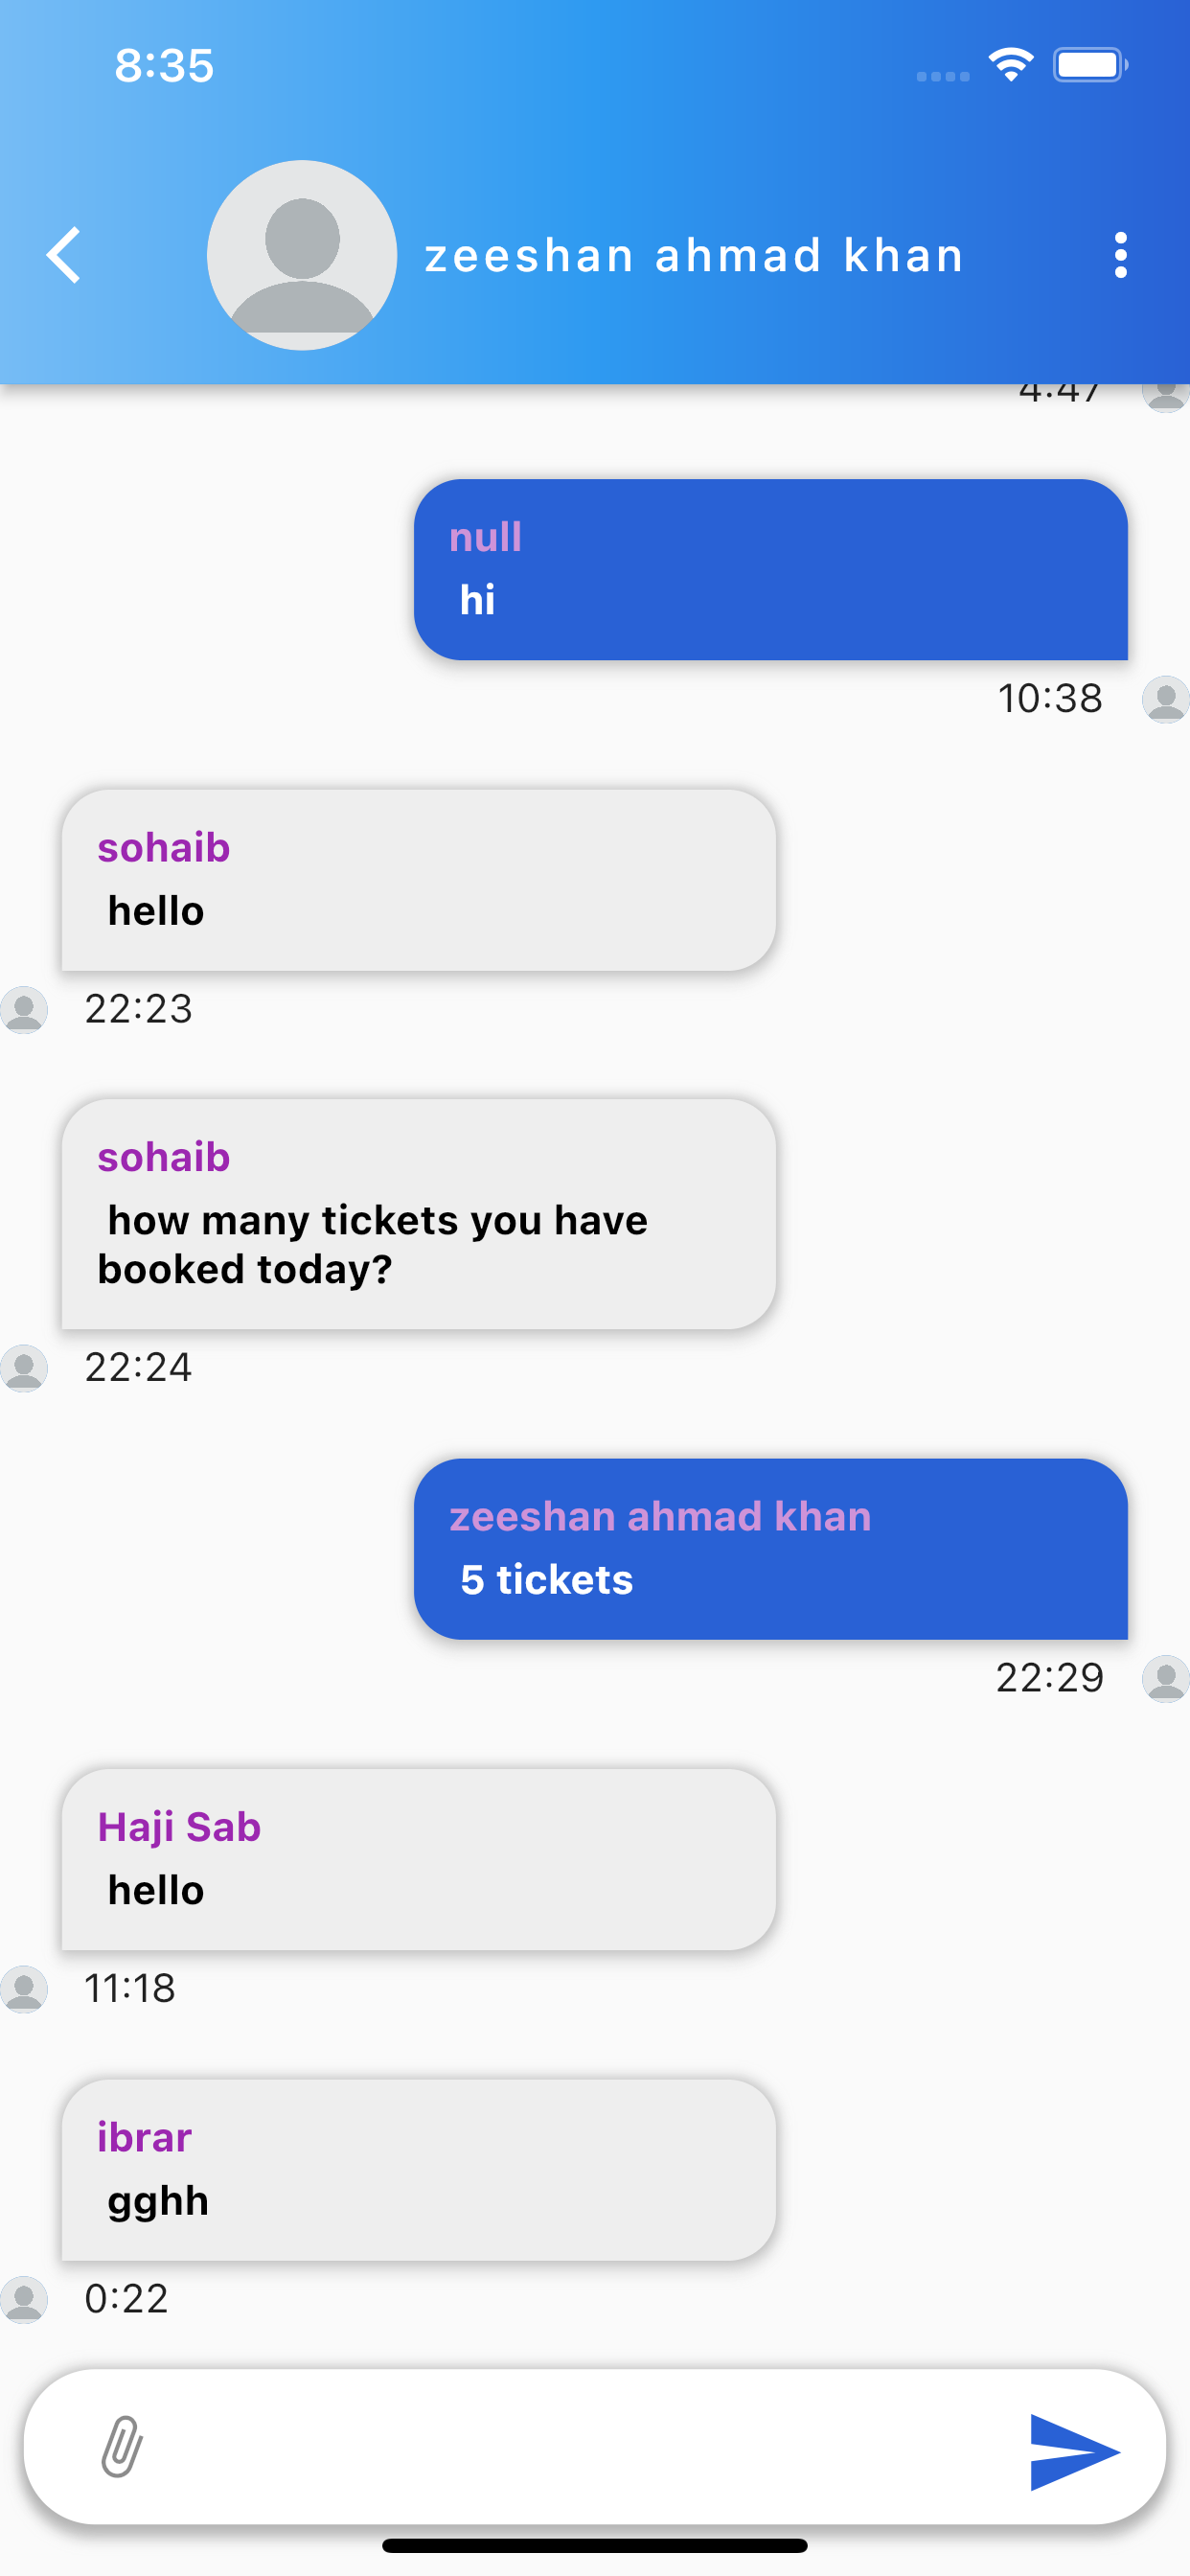 8:35
zeeshan ahmad khan
4:47
null
hi
10:38
sohaib
hello
22:23
sohaib
how many tickets you have
booked today?
22:24
zeeshan ahmad khan
5 tickets
22:29
Haji Sab
hello
11:18
ibrar
gghh
0:22